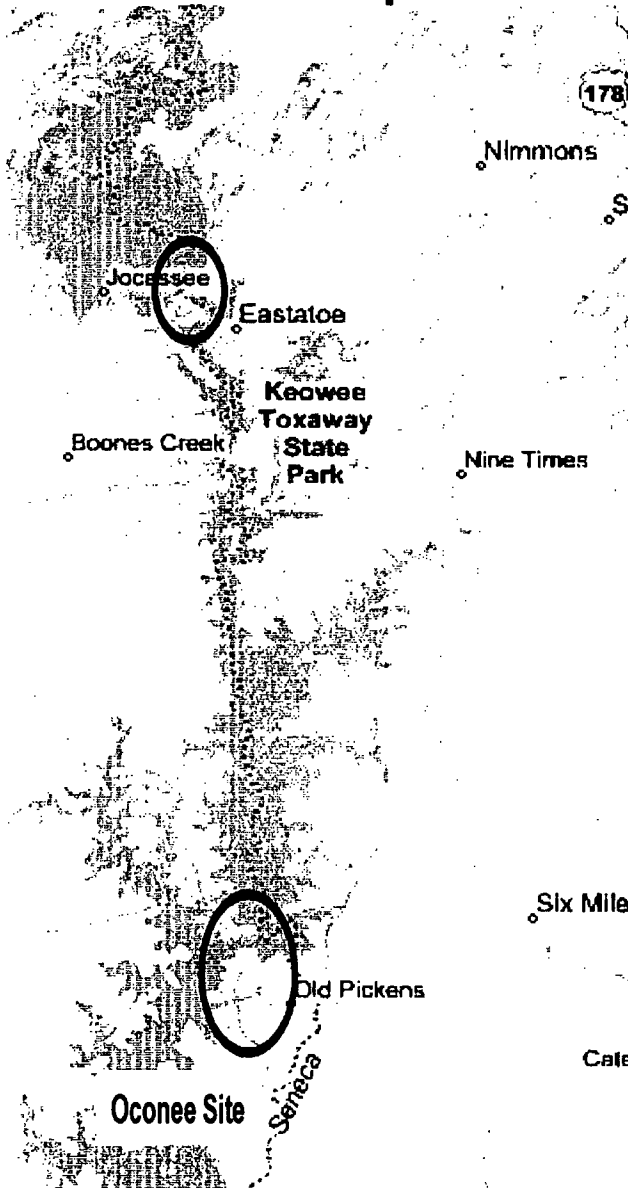 178
Nimmons
S
Jocassee
Eastatoe
Keowee
Toxaway
State
Park
Boones Creek
Nine Times
Six Mile
Old Pickens
Cate
Oconee Site
Seneca